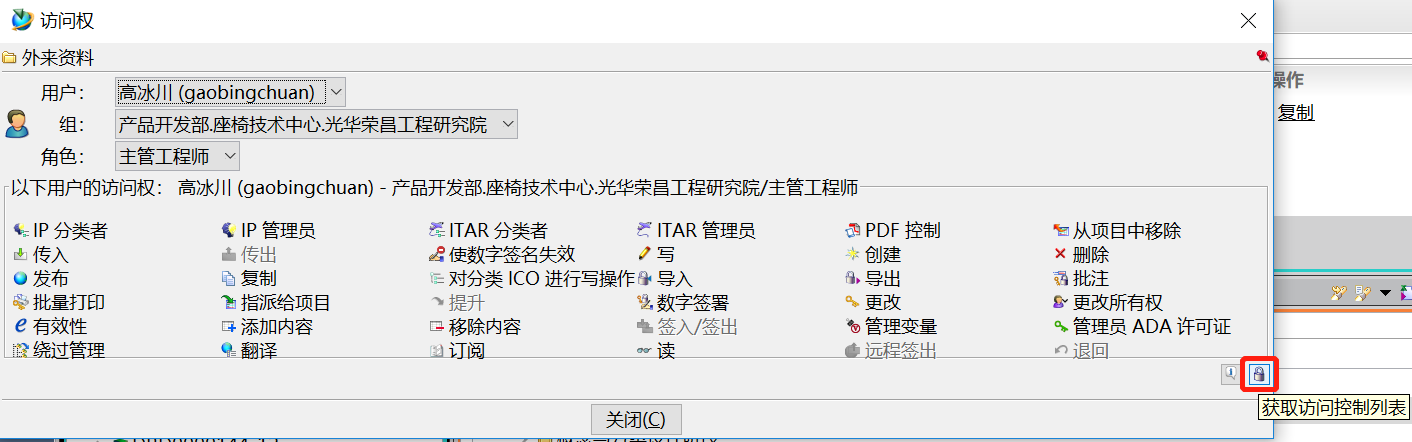 访问权
外来资料
操作
用户： 高冰川 (gaobingchuan)
复制
组： 产品开发部.座椅技术中心.光华荣昌工程研究院
角色： 主管工程师
以下用户的访问权： 高冰川 (gaobingchuan) - 产品开发部.座椅技术中心.光华荣昌工程研究院/主管工程师
IP 分类者 IP 管理员 ITAR 分类者 ITAR 管理员 PDF 控制 从项目中移除
传入 传出 使数字签名失效 写 创建 删除
发布 复制 对分类 ICO 进行写操作 导入 导出 批注
批量打印 指派给项目 提升 数字签署 更改 更改所有权
有效性 添加内容 移除内容 签入/签出 管理变量 管理员 ADA 许可证
绕过管理 翻译 订阅 读 远程签出 退回
获取访问控制列表
关闭(C)